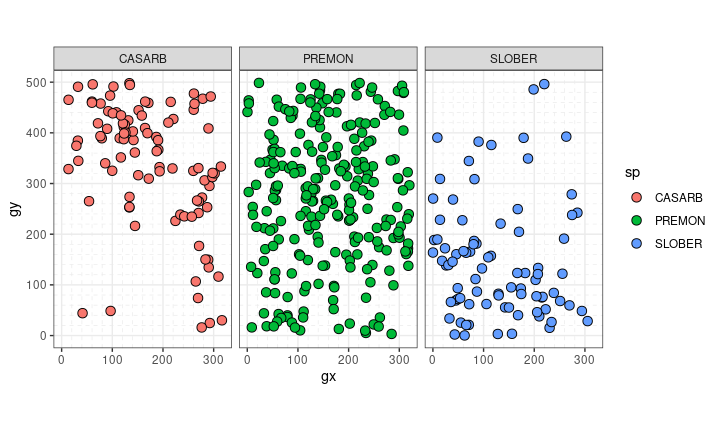 CASARB PREMON SLOBER
500
400
300
200
100
0
gy
0 100 200 300 0 100 200 300 0 100 200 300
gx
sp
CASARB
PREMON
SLOBER